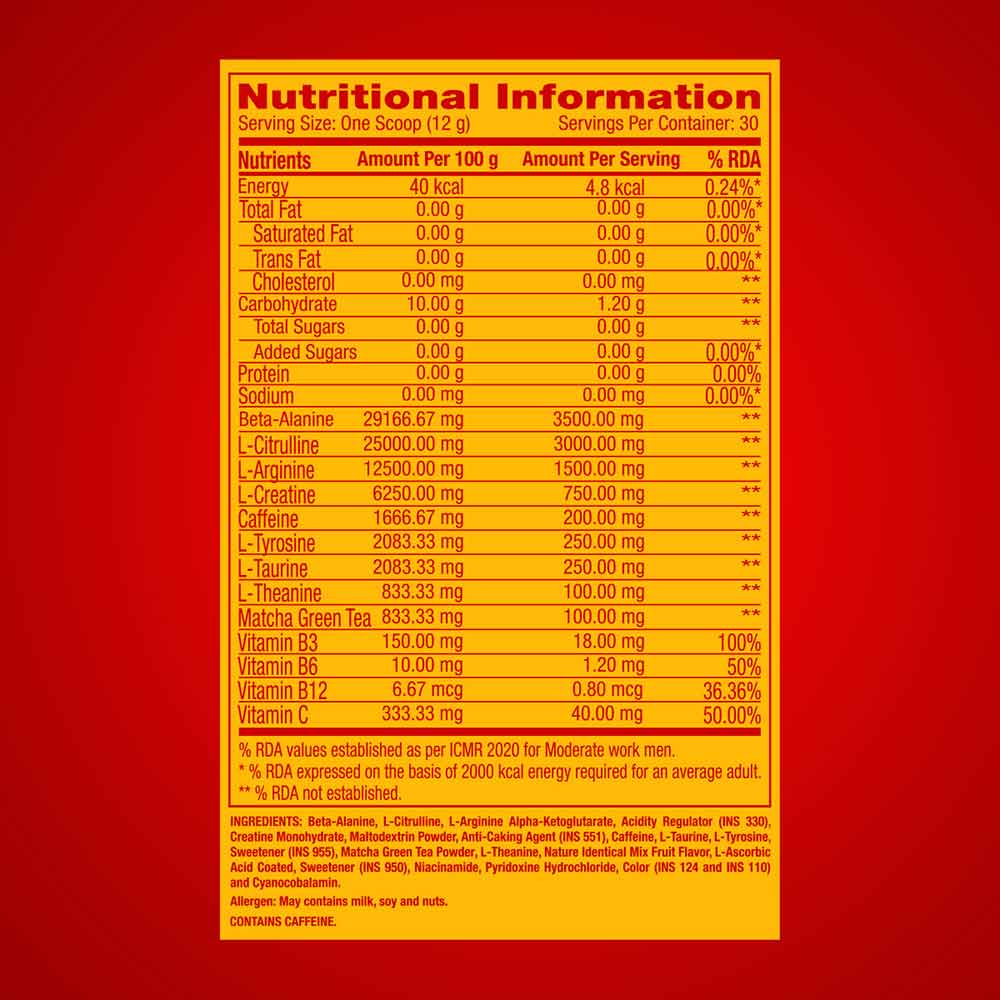 Nutritional Information
Serving Size: One Scoop (12 g) Servings Per Container: 30
Nutrients Amount Per 100 g Amount Per Serving % RDA
Energy 40 kcal 4.8 kcal 0.24%*
Total Fat 0.00 g 0.00 g 0.00%*
Saturated Fat 0.00 g 0.00 g 0.00%*
Trans Fat 0.00 g 0.00 g 0.00%*
Cholesterol 0.00 mg 0.00 mg **
Carbohydrate 10.00 g 1.20 g **
Total Sugars 0.00 g 0.00 g **
Added Sugars 0.00 g 0.00 g 0.00%*
Protein 0.00 g 0.00 g 0.00%
Sodium 0.00 mg 0.00 mg 0.00%*
Beta-Alanine 29166.67 mg 3500.00 mg **
L-Citrulline 25000.00 mg 3000.00 mg **
L-Arginine 12500.00 mg 1500.00 mg **
L-Creatine 6250.00 mg 750.00 mg **
Caffeine 1666.67 mg 200.00 mg **
L-Tyrosine 2083.33 mg 250.00 mg **
L-Taurine 2083.33 mg 250.00 mg **
L-Theanine 833.33 mg 100.00 mg **
Matcha Green Tea 833.33 mg 100.00 mg **
Vitamin B3 150.00 mg 18.00 mg 100%
Vitamin B6 10.00 mg 1.20 mg 50%
Vitamin B12 6.67 mcg 0.80 mcg 36.36%
Vitamin C 333.33 mg 40.00 mg 50.00%
% RDA values established as per ICMR 2020 for Moderate work men.
* % RDA expressed on the basis of 2000 kcal energy required for an average adult.
** % RDA not established.
INGREDIENTS: Beta-Alanine, L-Citrulline, L-Arginine Alpha-Ketoglutarate, Acidity Regulator (INS 330),
Creatine Monohydrate, Maltodextrin Powder, Anti-Caking Agent (INS 551), Caffeine, L-Taurine, L-Tyrosine,
Sweetener (INS 955), Matcha Green Tea Powder, L-Theanine, Nature Identical Mix Fruit Flavor, L-Ascorbic
Acid Coated, Sweetener (INS 950), Niacinamide, Pyridoxine Hydrochloride, Color (INS 124 and INS 110)
and Cyanocobalamin.
Allergen: May contains milk, soy and nuts.
CONTAINS CAFFEINE.